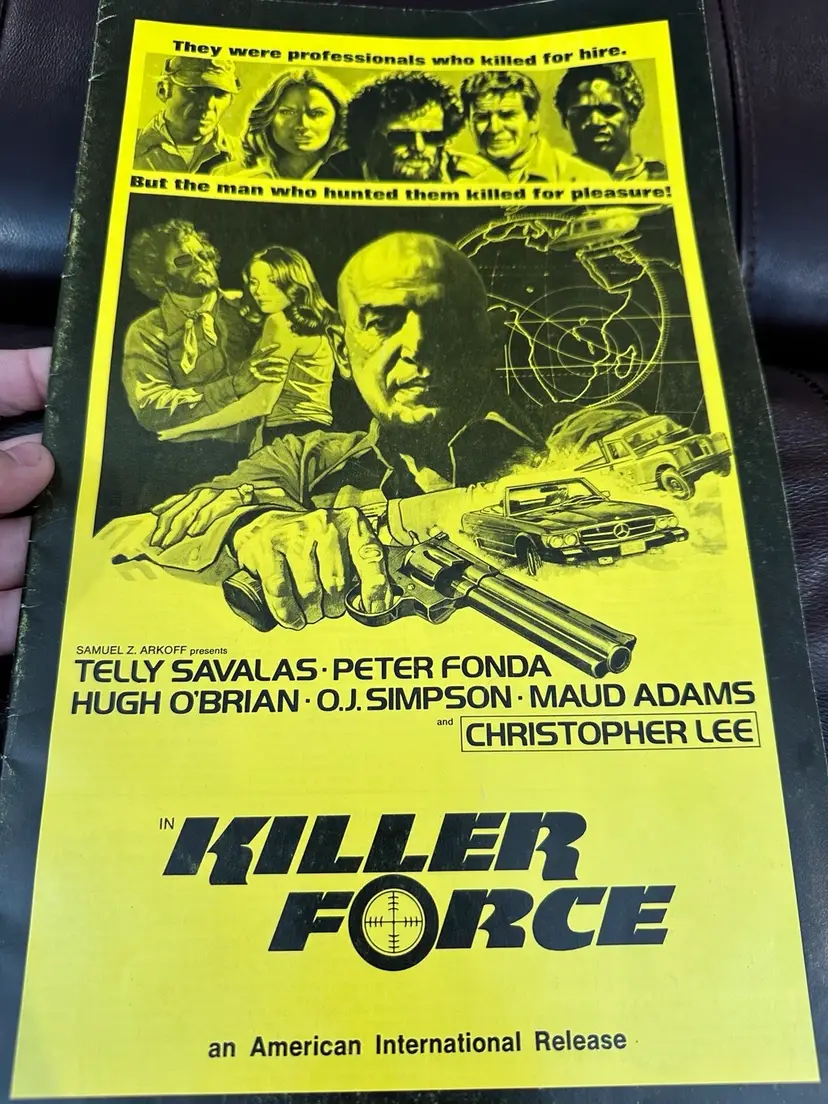 They were professionals who killed for hire.
But the man who hunted them killed for pleasure!
SAMUEL Z. ARKOFF presents
TELLY SAVALAS · PETER FONDA
HUGH O'BRIAN · O.J. SIMPSON · MAUD ADAMS
and CHRISTOPHER LEE
IN KILLER
FORCE
an American International Release